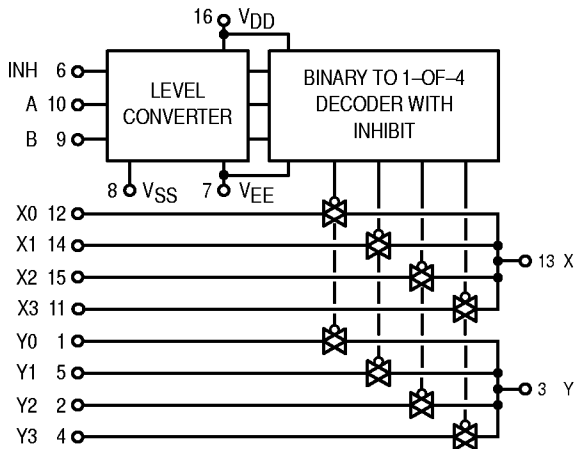 16 VDD
INH 6
A 10
B 9
LEVEL
CONVERTER
BINARY TO 1–OF–4
DECODER WITH
INHIBIT
8 VSS
7 VEE
X0 12
X1 14
X2 15
X3 11
13 X
Y0 1
Y1 5
Y2 2
Y3 4
3 Y